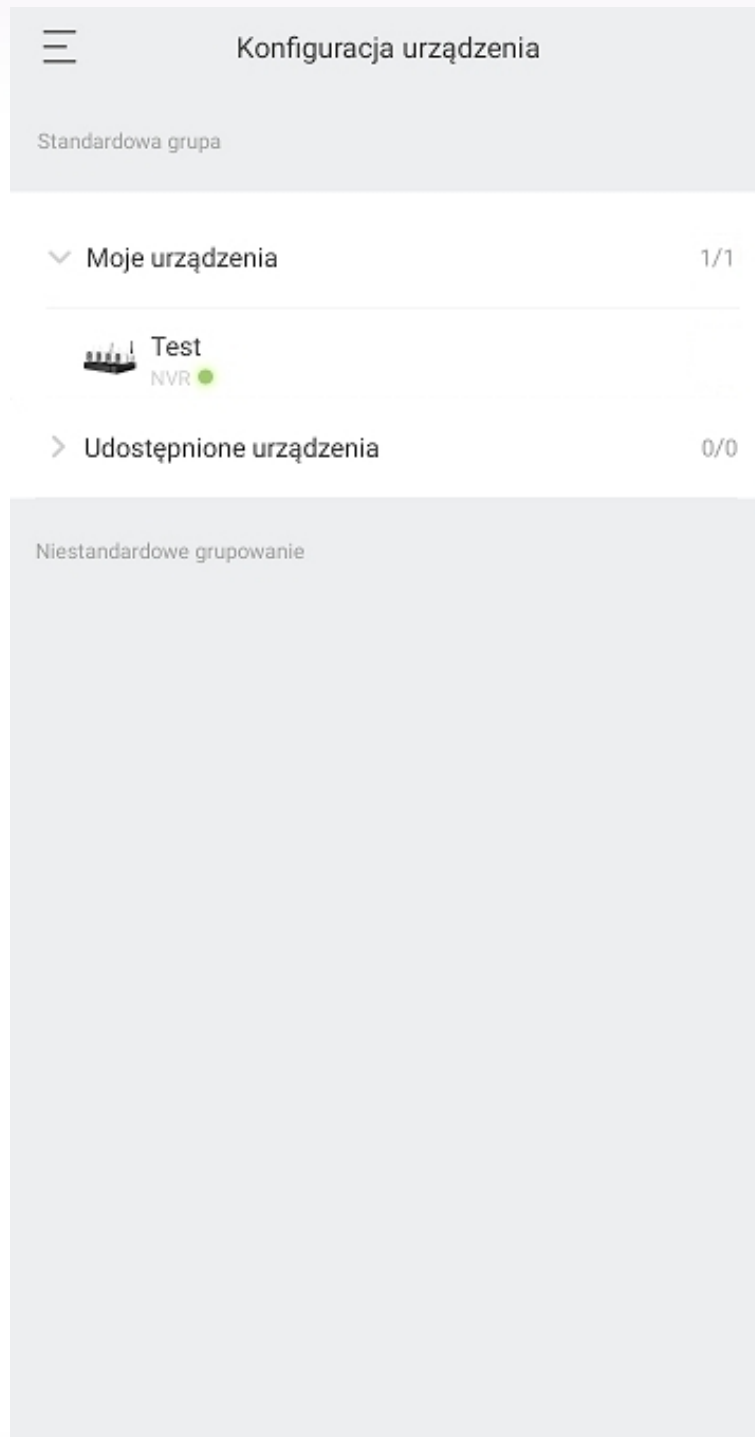 Konfiguracja urządzenia
Standardowa grupa
Moje urządzenia 1/1
Test
NVR
Udostępnione urządzenia 0/0
Niestandardowe grupowanie